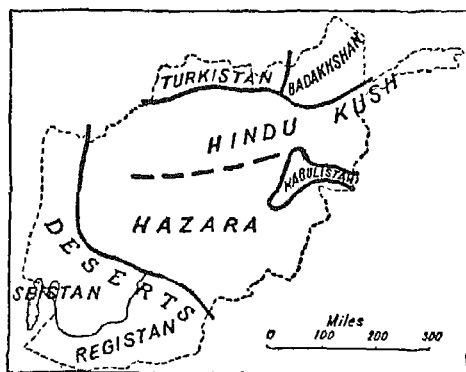 TURKISTAN
BADAKHSHAN
HINDU KUSH
KABULISTAN
HAZARA
DESERTS
SEISTAN
REGISTAN
Miles
0 100 200 300